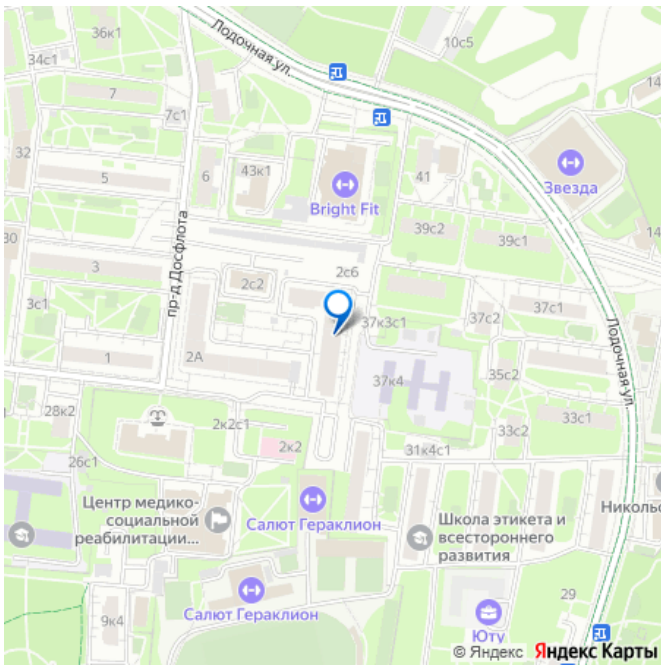 36к1
34с1
Лодочная ул.
10с5
7
7с1
14
32
5
6
43к1
Bright Fit
41
Звезда
39с2
39с1
14
30
пр-д Досфлота
3
2с6
2с2
3с1
37к3с1
37с2
37с1
Лодочная ул.
1
2А
37к4
35с2
28к2
2к2с1
33с2
33с1
26с1
2к2
31к4с1
Центр медико-
социальной
реабилитации...
Салют Гераклион
Школа этикета и
всестороннего
развития
Никольс
Салют Гераклион
29
9к4
Юту
© Яндекс Яндекс Карты